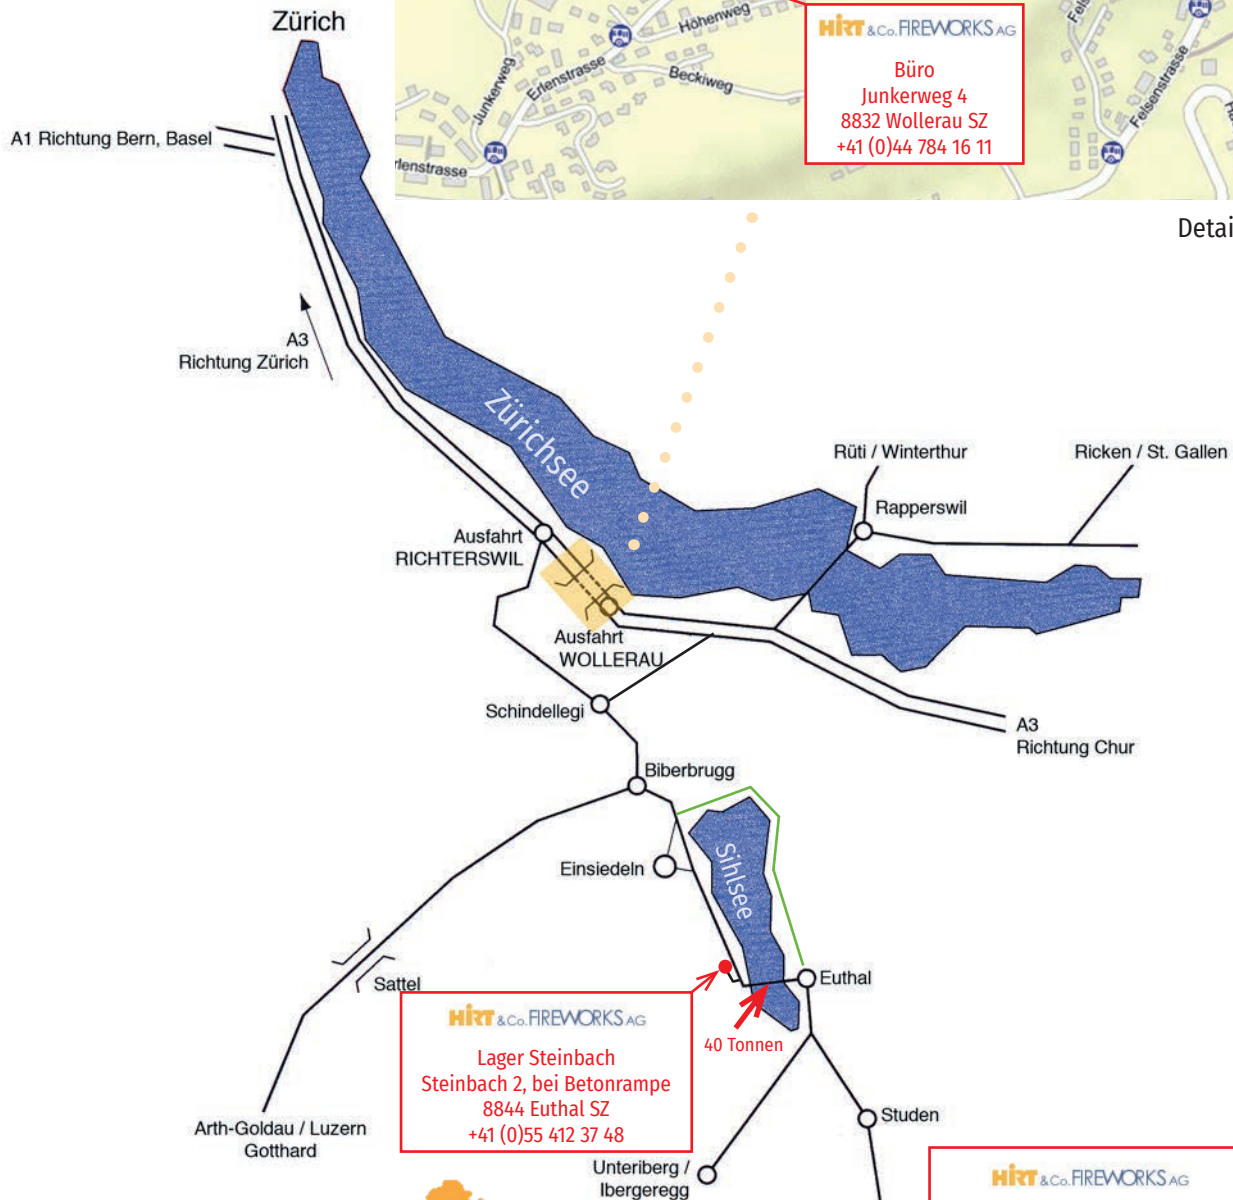 Zürich
Höhenweg
Junkerweg
Erlenstrasse
Beckiweg
rlenstrasse
HIRT &Co. FIREWORKS AG
Büro
Junkerweg 4
8832 Wollerau SZ
+41 (0)44 784 16 11
Fels
Felsenstrasse
A1 Richtung Bern, Basel
Detai
A3
Richtung Zürich
Zürichsee
Rüti / Winterthur
Ricken / St. Gallen
Rapperswil
Ausfahrt
RICHTERSWIL
Ausfahrt
WOLLERAU
Schindellegi
A3
Richtung Chur
Biberbrugg
Einsiedeln
Sihlsee
Euthal
Sattel
HIRT &Co. FIREWORKS AG
Lager Steinbach
Steinbach 2, bei Betonrampe
8844 Euthal SZ
+41 (0)55 412 37 48
40 Tonnen
Arth-Goldau / Luzern
Gotthard
Studen
Unteriberg /
Ibergeregg
HIRT &Co. FIREWORKS AG